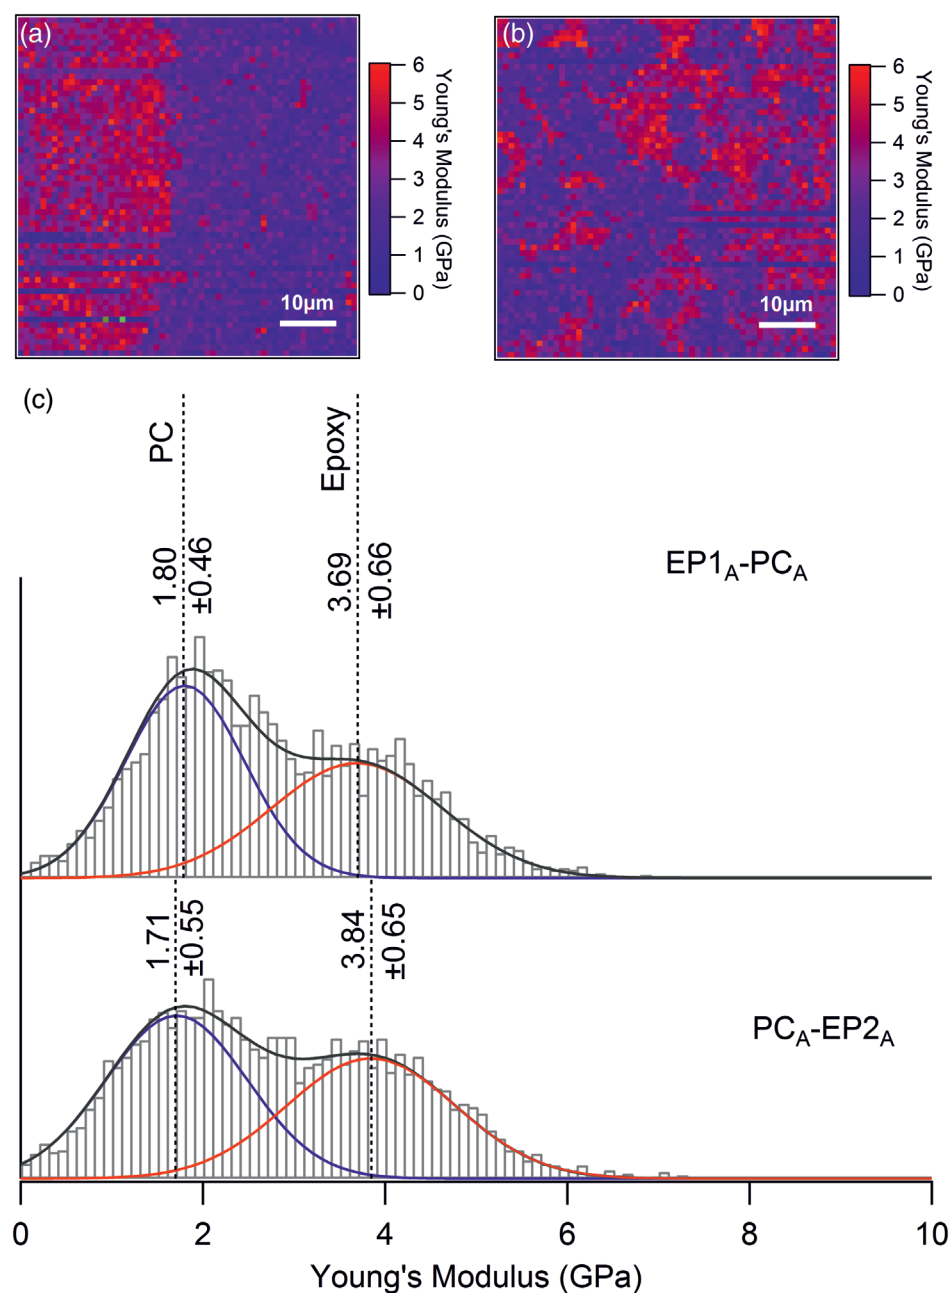 (a)
6
5
4
3
2
1
0
Young's Modulus (GPa)
10µm
(b)
6
5
4
3
2
1
0
Young's Modulus (GPa)
10µm
(c)
PC
Epoxy
1.80
±0.46
3.69
±0.66
EP1A-PCA
1.71
±0.55
3.84
±0.65
PCA-EP2A
0 2 4 6 8 10
Young's Modulus (GPa)